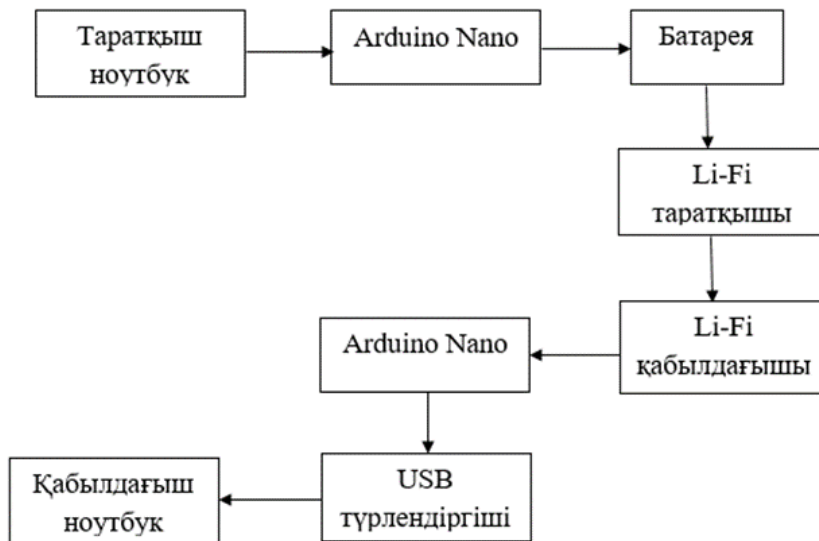 Таратқыш
ноутбук
Arduino Nano
Батарея
Li-Fi
таратқышы
Li-Fi
қабылдағышы
Arduino Nano
USB
түрлендіргіші
Қабылдағыш
ноутбук